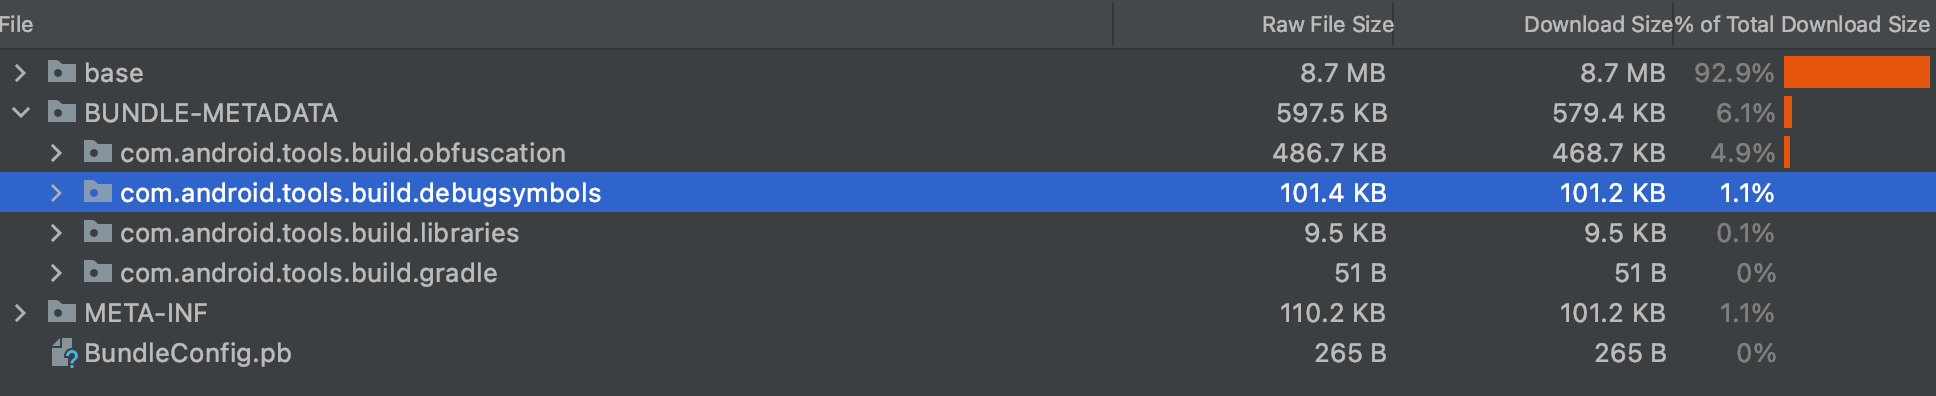 File Raw File Size Download Size % of Total Download Size
base 8.7 MB 8.7 MB 92.9%
BUNDLE-METADATA 597.5 KB 579.4 KB 6.1%
com.android.tools.build.obfuscation 486.7 KB 468.7 KB 4.9%
com.android.tools.build.debugsymbols 101.4 KB 101.2 KB 1.1%
com.android.tools.build.libraries 9.5 KB 9.5 KB 0.1%
com.android.tools.build.gradle 51 B 51 B 0%
META-INF 110.2 KB 101.2 KB 1.1%
BundleConfig.pb 265 B 265 B 0%